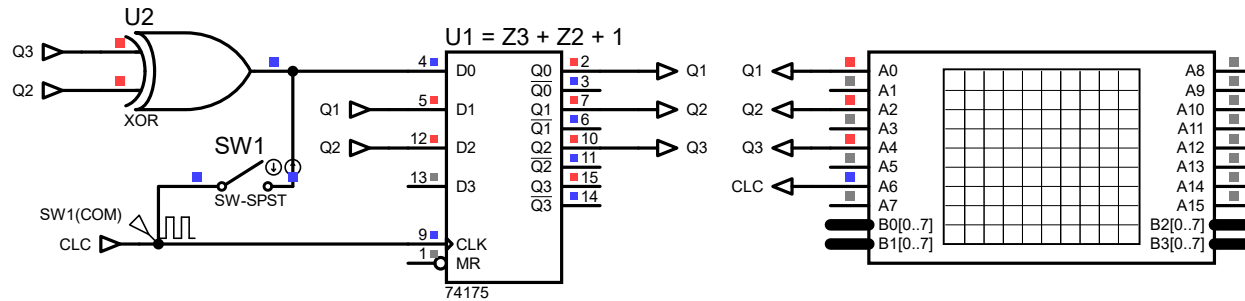 U2
Q3
Q2
XOR
SW1
SW-SPST
SW1(COM)
CLC
U1 = Z3 + Z2 + 1
Q1
Q2
4 D0
5 D1
12 D2
13 D3
9 CLK
1 MR
Q0 2
Q0 3
Q1 7
Q1 6
Q2 10
Q2 11
Q3 15
Q3 14
74175
Q1
Q2
Q3
Q1
Q2
Q3
CLC
A0
A1
A2
A3
A4
A5
A6
A7
B0[0..7]
B1[0..7]
A8
A9
A10
A11
A12
A13
A14
A15
B2[0..7]
B3[0..7]